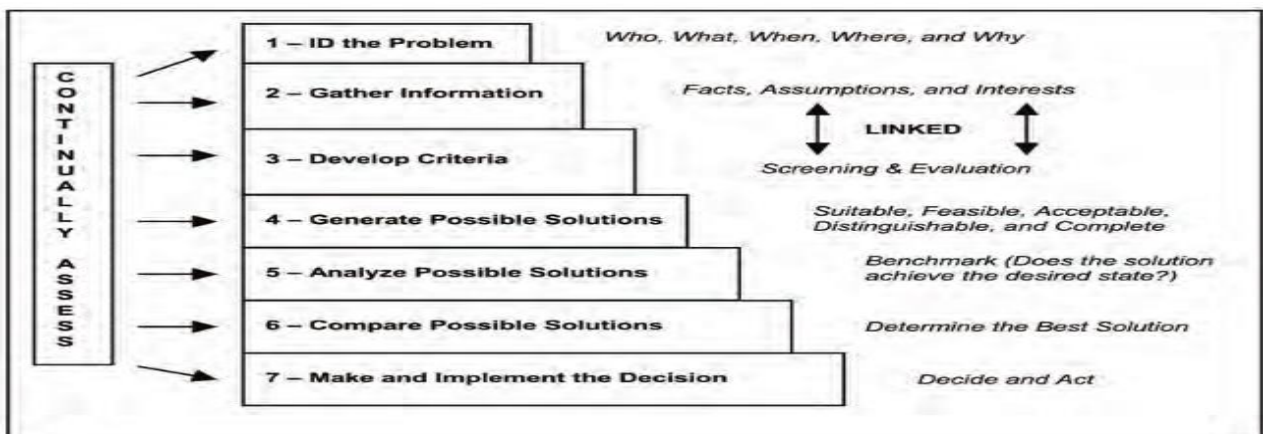 CONTINUALLY ASSESS
1 – ID the Problem
Who, What, When, Where, and Why
2 – Gather Information
Facts, Assumptions, and Interests
LINKED
3 – Develop Criteria
Screening & Evaluation
4 – Generate Possible Solutions
Suitable, Feasible, Acceptable,
Distinguishable, and Complete
5 – Analyze Possible Solutions
Benchmark (Does the solution
achieve the desired state?)
6 – Compare Possible Solutions
Determine the Best Solution
7 – Make and Implement the Decision
Decide and Act